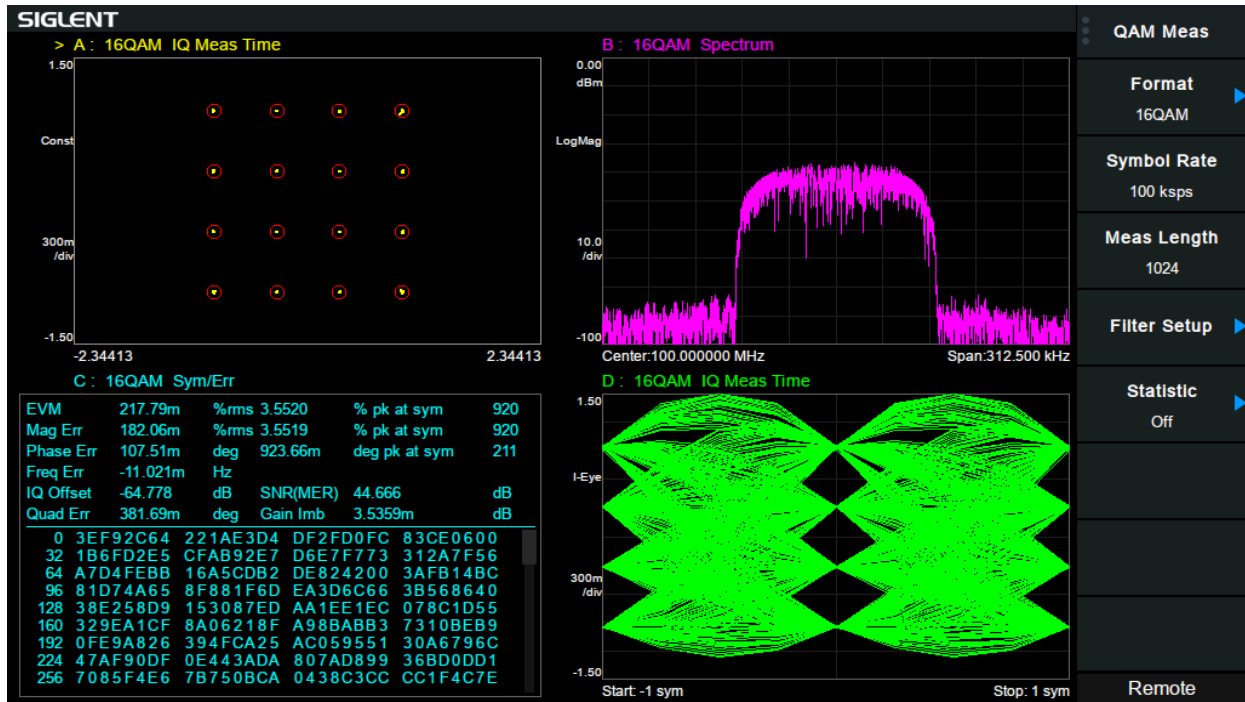 SIGLENT
> A : 16QAM IQ Meas Time
1.50
Const
300m
/div
-1.50
-2.34413 2.34413
B : 16QAM Spectrum
0.00
dBm
LogMag
10.0
/div
-100
Center:100.000000 MHz Span:312.500 kHz
C : 16QAM Sym/Err
EVM 217.79m %rms 3.5520 % pk at sym 920
Mag Err 182.06m %rms 3.5519 % pk at sym 920
Phase Err 107.51m deg 923.66m deg pk at sym 211
Freq Err -11.021m Hz
IQ Offset -64.778 dB SNR(MER) 44.666 dB
Quad Err 381.69m deg Gain Imb 3.5359m dB
0 3EF92C64 221AE3D4 DF2FD0FC 83CE0600
32 1B6FD2E5 CFAB92E7 D6E7F773 312A7F56
64 A7D4FEBB 16A5CDB2 DE824200 3AFB14BC
96 81D74A65 8F881F6D EA3D6C66 3B568640
128 38E258D9 153087ED AA1EE1EC 078C1D55
160 329EA1CF 8A06218F A98BABB3 7310BEB9
192 0FE9A826 394FCA25 AC059551 30A6796C
224 47AF90DF 0E443ADA 807AD899 36BD0DD1
256 7085F4E6 7B750BCA 0438C3CC CC1F4C7E
D : 16QAM IQ Meas Time
1.50
I-Eye
300m
/div
-1.50
Start: -1 sym Stop: 1 sym
QAM Meas
Format
16QAM
Symbol Rate
100 ksps
Meas Length
1024
Filter Setup
Statistic
Off
Remote